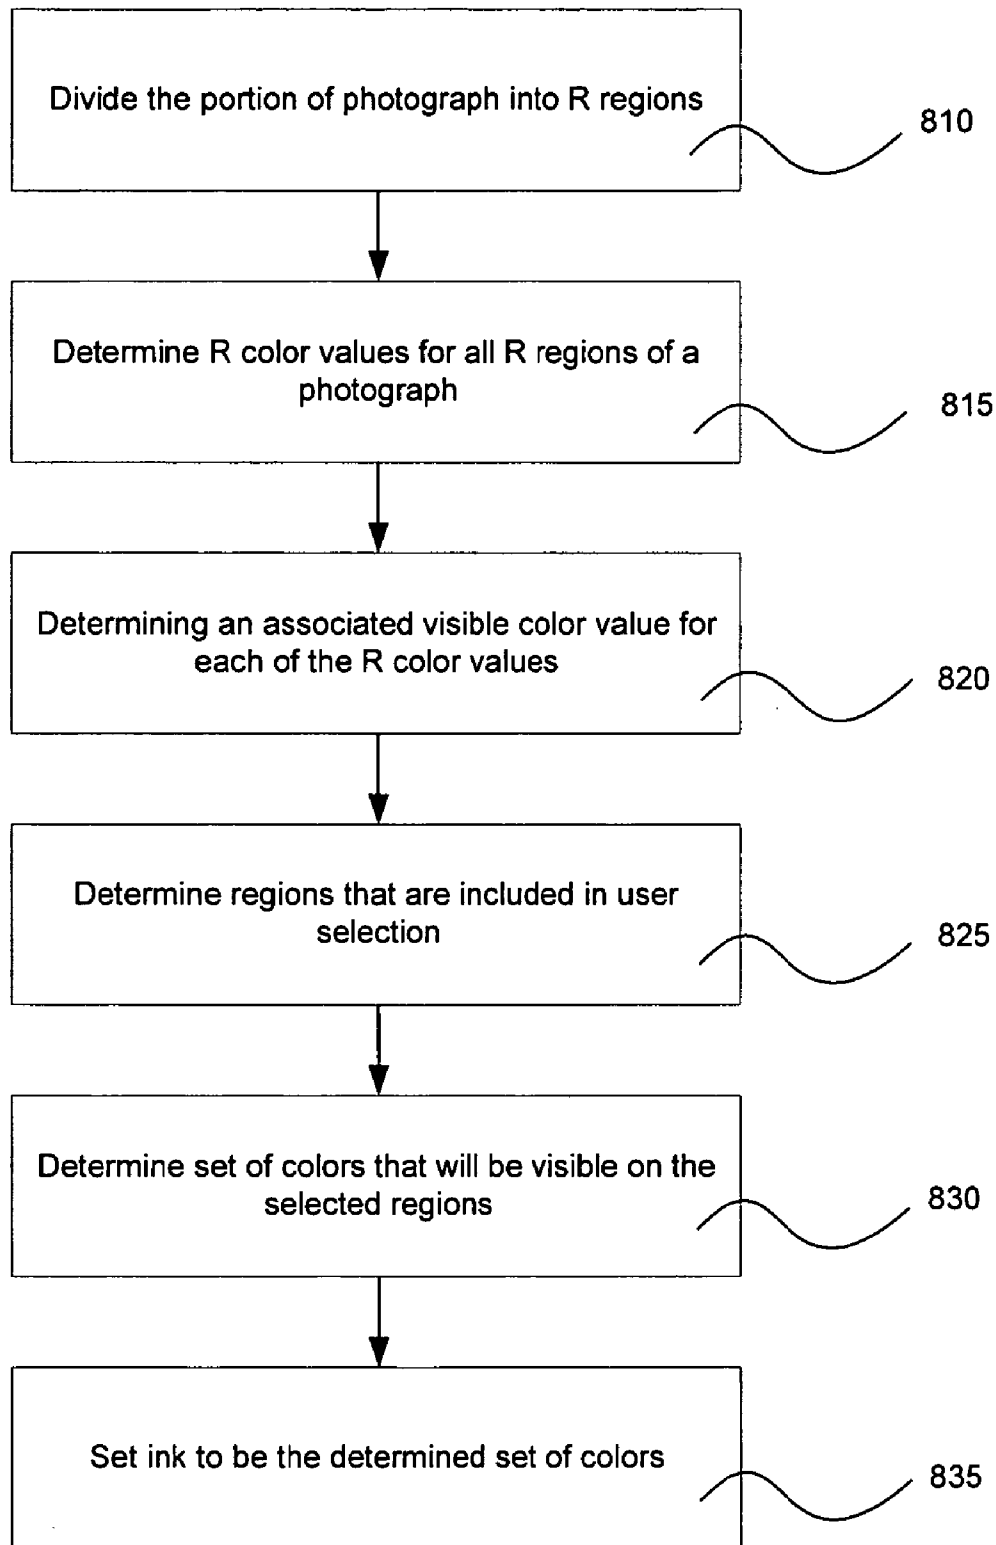 Divide the portion of photograph into R regions
810
Determine R color values for all R regions of a
photograph
815
Determining an associated visible color value for
each of the R color values
820
Determine regions that are included in user
selection
825
Determine set of colors that will be visible on the
selected regions
830
Set ink to be the determined set of colors
835